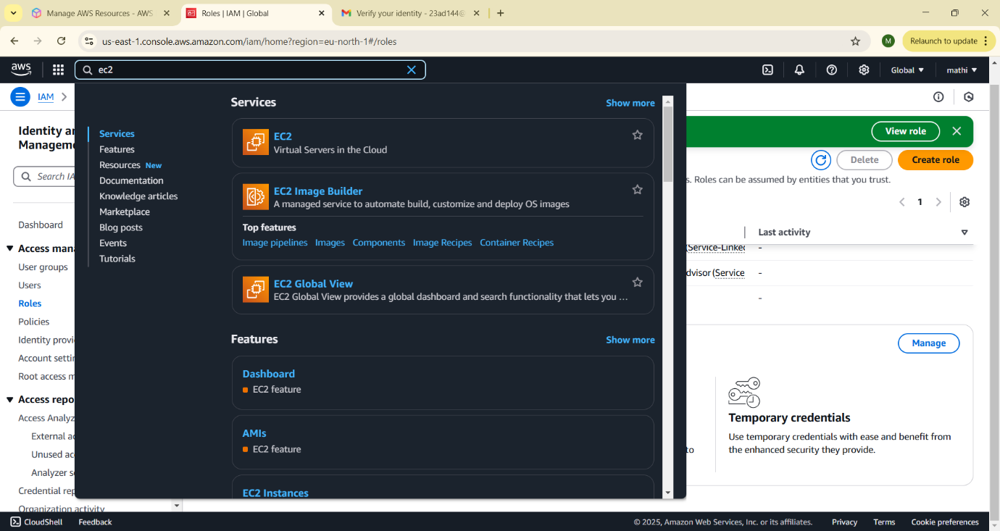 Manage AWS Resources - AWS
Roles | IAM | Global
Verify your identity - 23ad144@
us-east-1.console.aws.amazon.com/iam/home?region=eu-north-1#/roles
M
Relaunch to update
aws
ec2
Global
mathi
IAM
Identity an
Managem
Search IA
Dashboard
Access man
User groups
Users
Roles
Policies
Identity provi
Account settin
Root access m
Access repo
Access Analyz
External ac
Unused acc
Analyzer s
Credential rep
Organization activity
Services
Features
Resources New
Documentation
Knowledge articles
Marketplace
Blog posts
Events
Tutorials
Services
Show more
EC2
Virtual Servers in the Cloud
EC2 Image Builder
A managed service to automate build, customize and deploy OS images
Top features
Image pipelines Images Components Image Recipes Container Recipes
EC2 Global View
EC2 Global View provides a global dashboard and search functionality that lets you ...
Features
Show more
Dashboard
EC2 feature
AMIs
EC2 feature
EC2 Instances
View role
Delete
Create role
s. Roles can be assumed by entities that you trust.
1
Last activity
(Service-Linked
-
dvisor (Service
-
-
Manage
Temporary credentials
Use temporary credentials with ease and benefit from
the enhanced security they provide.
to
CloudShell
Feedback
© 2025, Amazon Web Services, Inc. or its affiliates.
Privacy
Terms
Cookie preferences